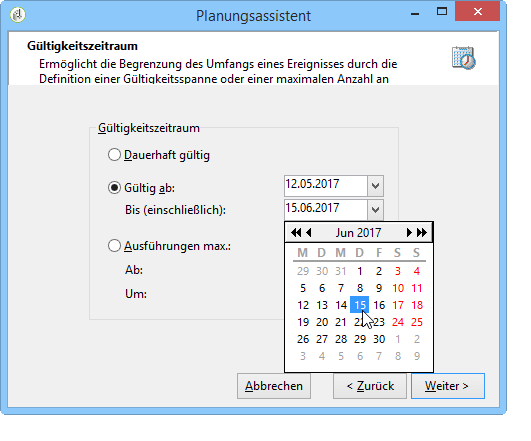 Planungsassistent
Gültigkeitszeitraum
Ermöglicht die Begrenzung des Umfangs eines Ereignisses durch die
Definition einer Gültigkeitsspanne oder einer maximalen Anzahl an
Gültigkeitszeitraum
Dauerhaft gültig
Gültig ab:
12.05.2017
Bis (einschließlich):
15.06.2017
Ausführungen max.:
Ab:
Um:
Jun 2017
M D M D F S S
29 30 31 1 2 3 4
5 6 7 8 9 10 11
12 13 14 15 16 17 18
19 20 21 22 23 24 25
26 27 28 29 30 1 2
3 4 5 6 7 8 9
Abbrechen
< Zurück
Weiter >